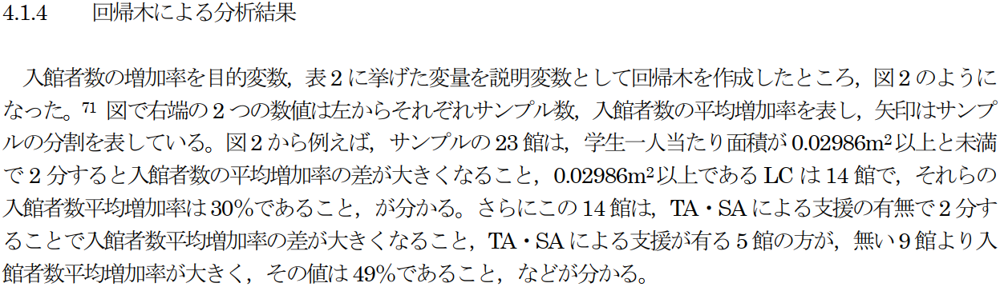 4.1.4　回帰木による分析結果
入館者数の増加率を目的変数，表 2 に挙げた変量を説明変数として回帰木を作成したところ，図 2 のように
なった。71 図で右端の 2 つの数値は左からそれぞれサンプル数，入館者数の平均増加率を表し，矢印はサンプ
ルの分割を表している。図 2 から例えば，サンプルの 23 館は，学生一人当たり面積が 0.02986m2 以上と未満
で 2 分すると入館者数の平均増加率の差が大きくなること，0.02986m2以上である LC は 14 館で，それらの
入館者数平均増加率は 30％であること，が分かる。さらにこの 14 館は，TA・SA による支援の有無で 2 分す
ることで入館者数平均増加率の差が大きくなること，TA・SA による支援が有る 5 館の方が，無い 9 館より入
館者数平均増加率が大きく，その値は 49％であること，などが分かる。